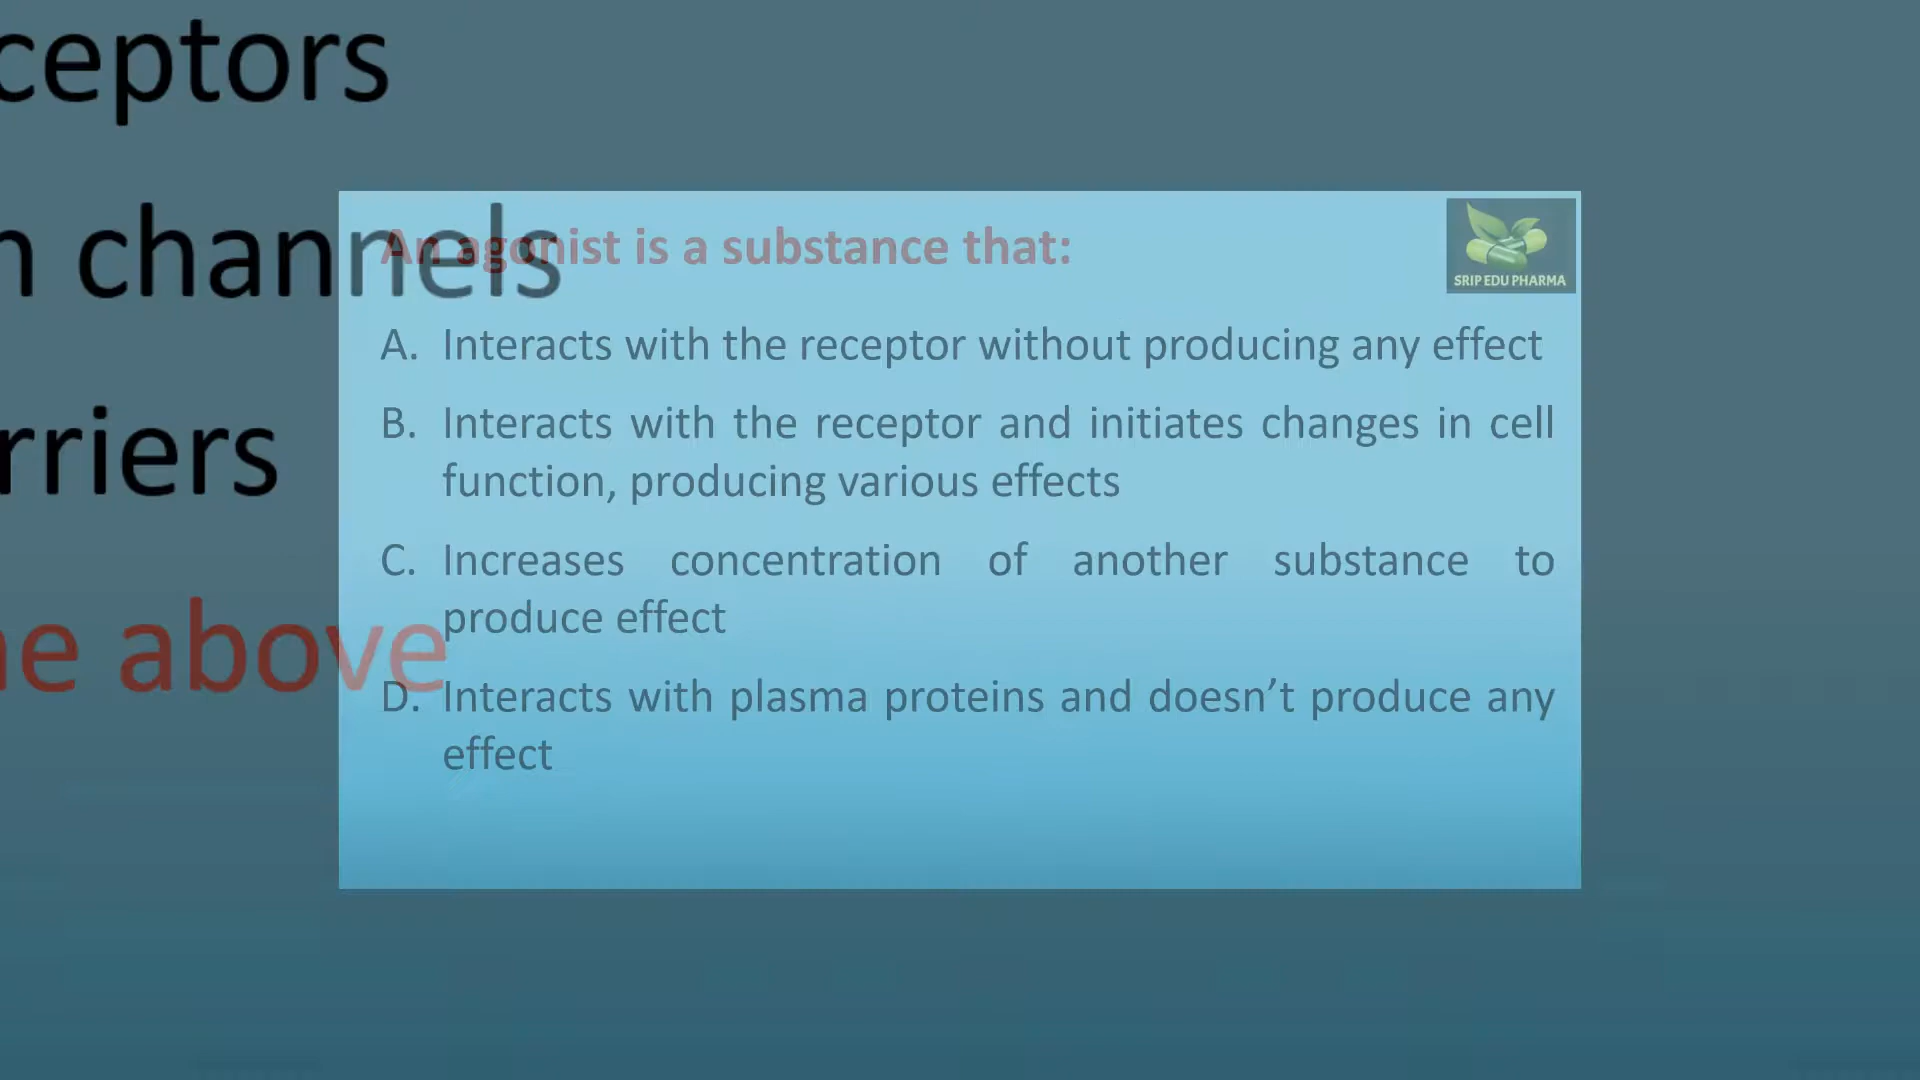 ceptors
n channels
rriers
he above
An agonist is a substance that:
SRIP EDU PHARMA
A. Interacts with the receptor without producing any effect
B. Interacts with the receptor and initiates changes in cell
function, producing various effects
C. Increases concentration of another substance to
produce effect
D. Interacts with plasma proteins and doesn’t produce any
effect